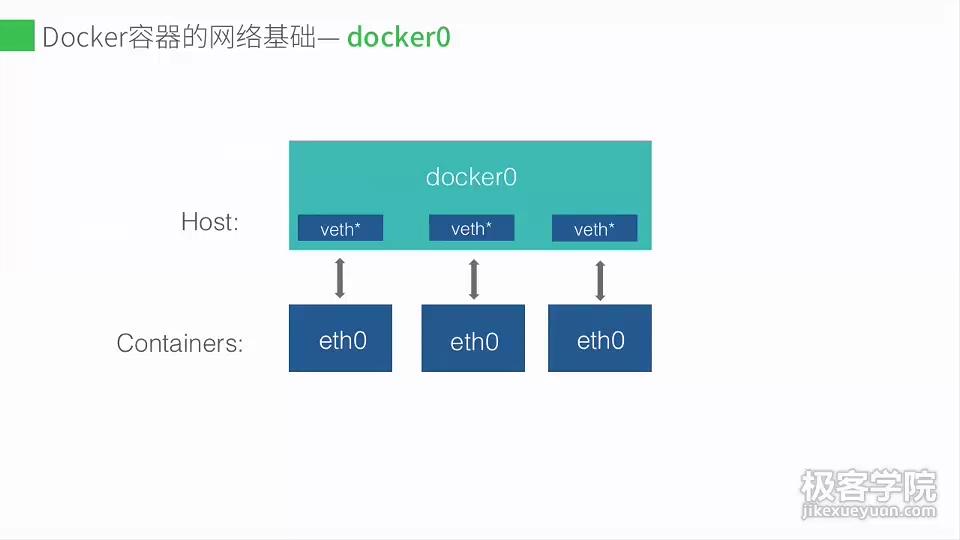 Docker容器的网络基础— docker0
docker0
Host:
veth* veth* veth*
Containers:
eth0 eth0 eth0
极客学院
jikexueyuan.com